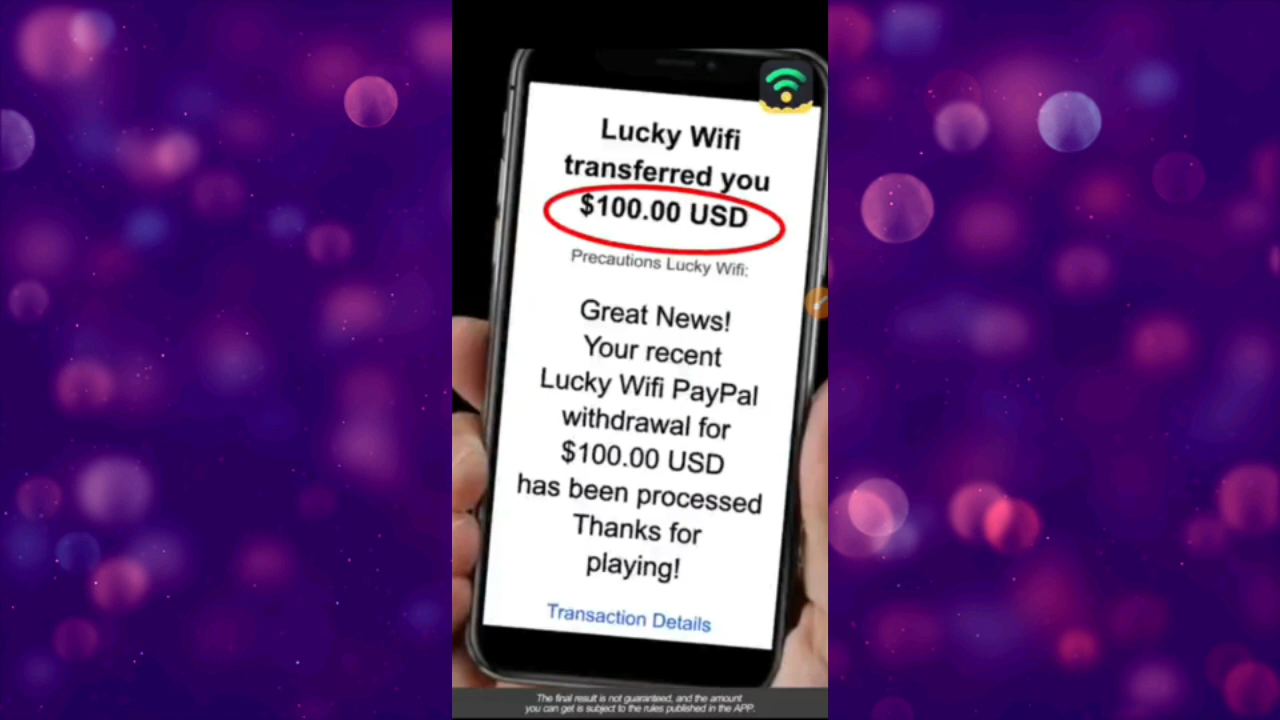 Lucky Wifi
transferred you
$100.00 USD
Precautions Lucky Wifi:
Great News!
Your recent
Lucky Wifi PayPal
withdrawal for
$100.00 USD
has been processed
Thanks for
playing!
Transaction Details
The final result is not guaranteed, and the amount
you can get is subject to the rules published in the APP.